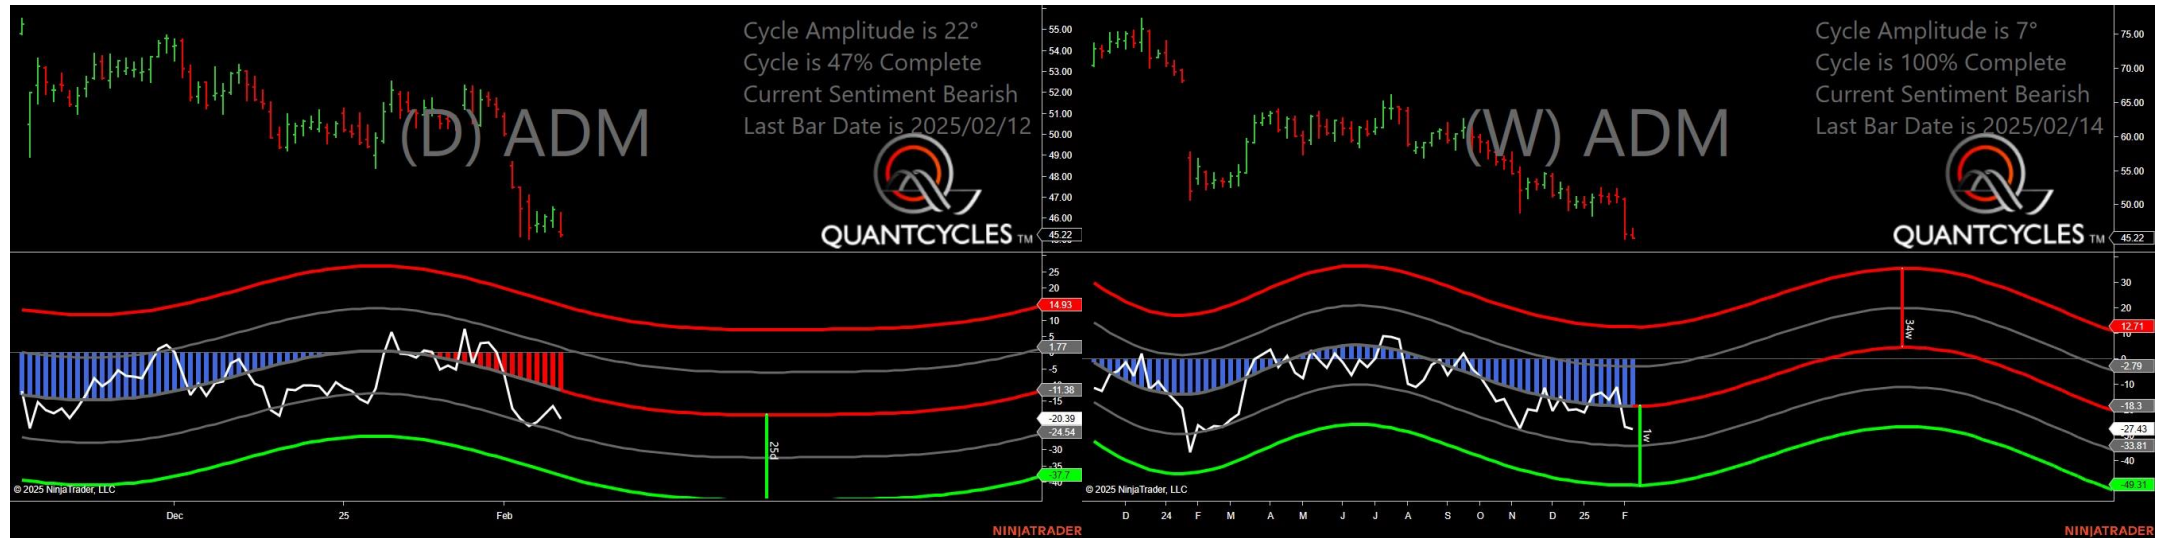 Cycle Amplitude is 22°
Cycle is 47% Complete
Current Sentiment Bearish
Last Bar Date is 2025/02/12
(D) ADM
QUANTCYCLES TM
55.00
54.00
53.00
52.00
51.00
50.00
49.00
48.00
47.00
46.00
45.22
25
20
14.93
10
5
1.77
-5
-11.38
-15
-20.39
-24.54
-30
-35
-37.7
-40
25d
© 2025 NinjaTrader, LLC
Dec
25
Feb
NINJATRADER
Cycle Amplitude is 7°
Cycle is 100% Complete
Current Sentiment Bearish
Last Bar Date is 2025/02/14
(W) ADM
QUANTCYCLES TM
75.00
70.00
65.00
60.00
55.00
50.00
45.22
30
20
12.71
10
0
-2.79
-10
-18.3
-27.43
-33.81
-40
-49.31
34w
1w
© 2025 NinjaTrader, LLC
D
24
F
M
A
M
J
J
A
S
O
N
D
25
F
NINJATRADER